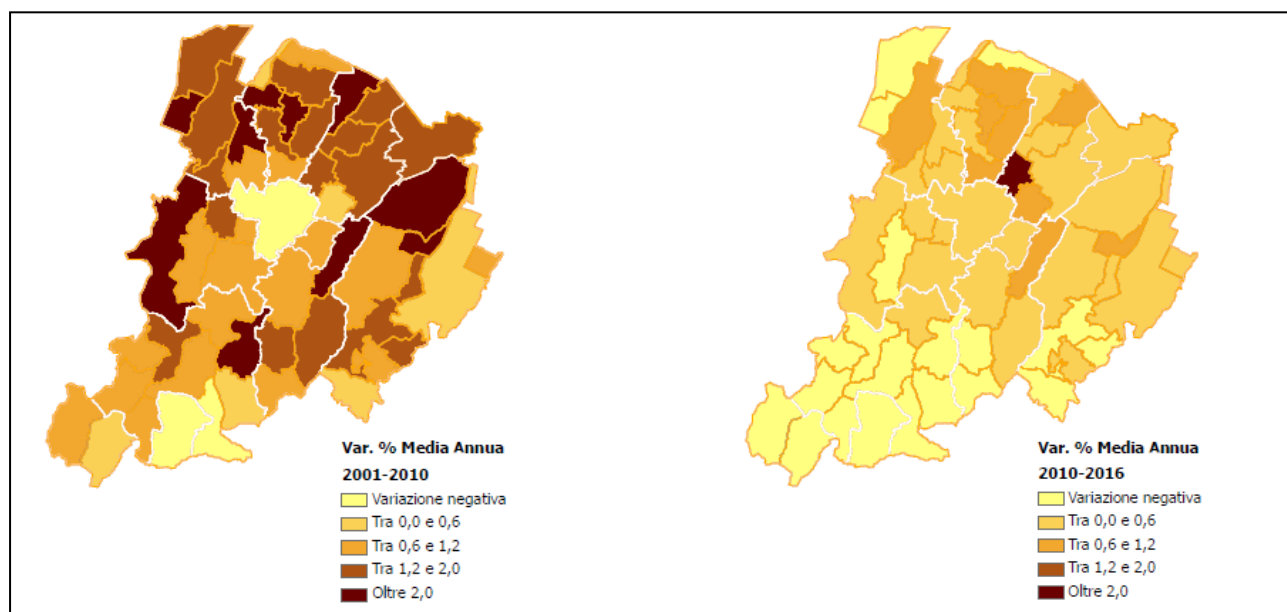 Var. % Media Annua
2001-2010
Variazione negativa
Tra 0,0 e 0,6
Tra 0,6 e 1,2
Tra 1,2 e 2,0
Oltre 2,0
Var. % Media Annua
2010-2016
Variazione negativa
Tra 0,0 e 0,6
Tra 0,6 e 1,2
Tra 1,2 e 2,0
Oltre 2,0